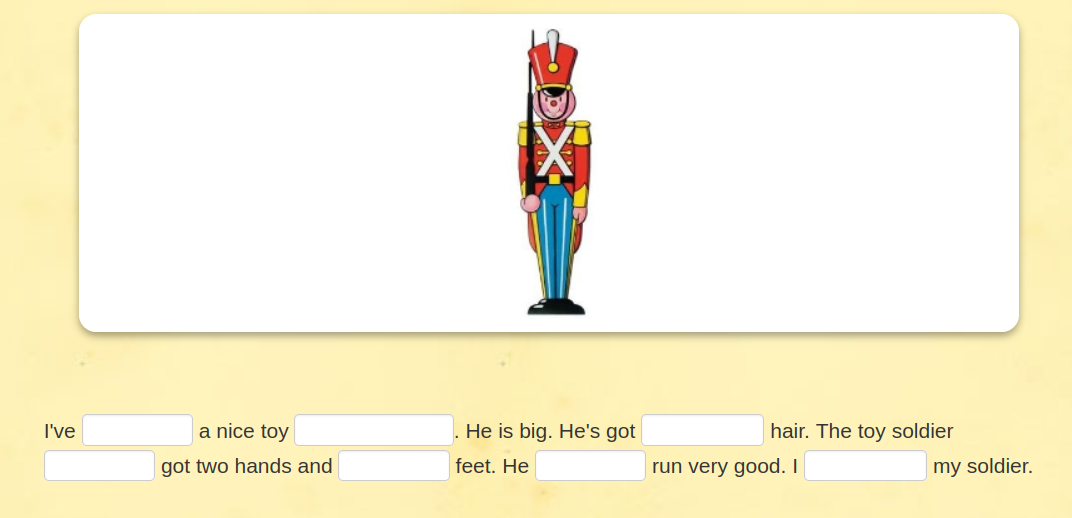 I've a nice toy . He is big. He's got hair. The toy soldier
got two hands and feet. He run very good. I my soldier.